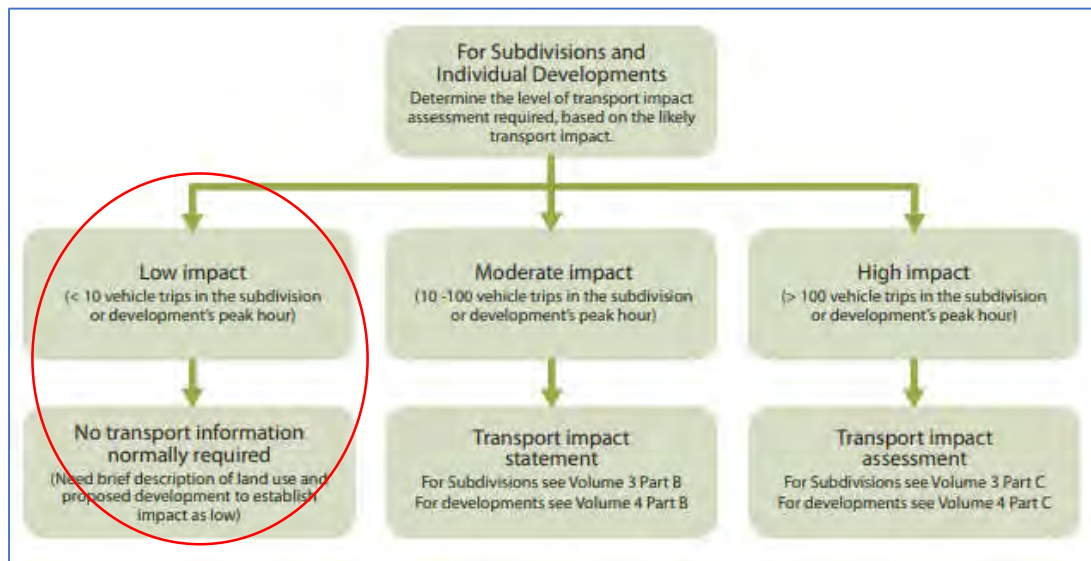 For Subdivisions and
Individual Developments
Determine the level of transport impact
assessment required, based on the likely
transport impact.
Low impact
(< 10 vehicle trips in the subdivision
or development's peak hour)
Moderate impact
(10 -100 vehicle trips in the subdivision
or development's peak hour)
High impact
(> 100 vehicle trips in the subdivision
or development's peak hour)
No transport information
normally required
(Need brief description of land use and
proposed development to establish
impact as low)
Transport impact
statement
For Subdivisions see Volume 3 Part B
For developments see Volume 4 Part B
Transport impact
assessment
For Subdivisions see Volume 3 Part C
For developments see Volume 4 Part C